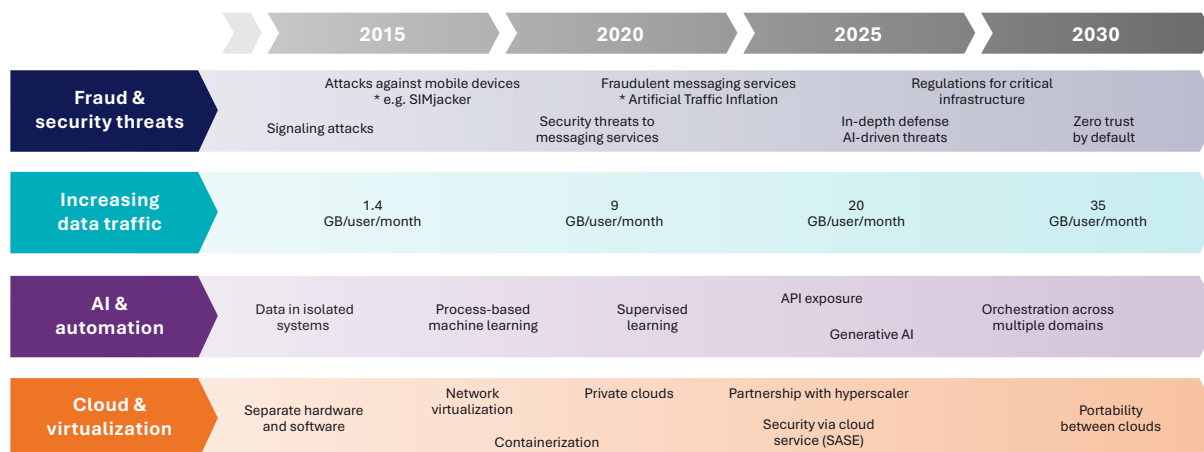 2015
2020
2025
2030
Fraud &
security threats
Attacks against mobile devices
* e.g. SIMjacker
Signaling attacks
Fraudulent messaging services
* Artificial Traffic Inflation
Security threats to
messaging services
Regulations for critical
infrastructure
In-depth defense
AI-driven threats
Zero trust
by default
Increasing
data traffic
1.4
GB/user/month
9
GB/user/month
20
GB/user/month
35
GB/user/month
AI &
automation
Data in isolated
systems
Process-based
machine learning
Supervised
learning
API exposure
Generative AI
Orchestration across
multiple domains
Cloud &
virtualization
Separate hardware
and software
Network
virtualization
Containerization
Private clouds
Partnership with hyperscaler
Security via cloud
service (SASE)
Portability
between clouds